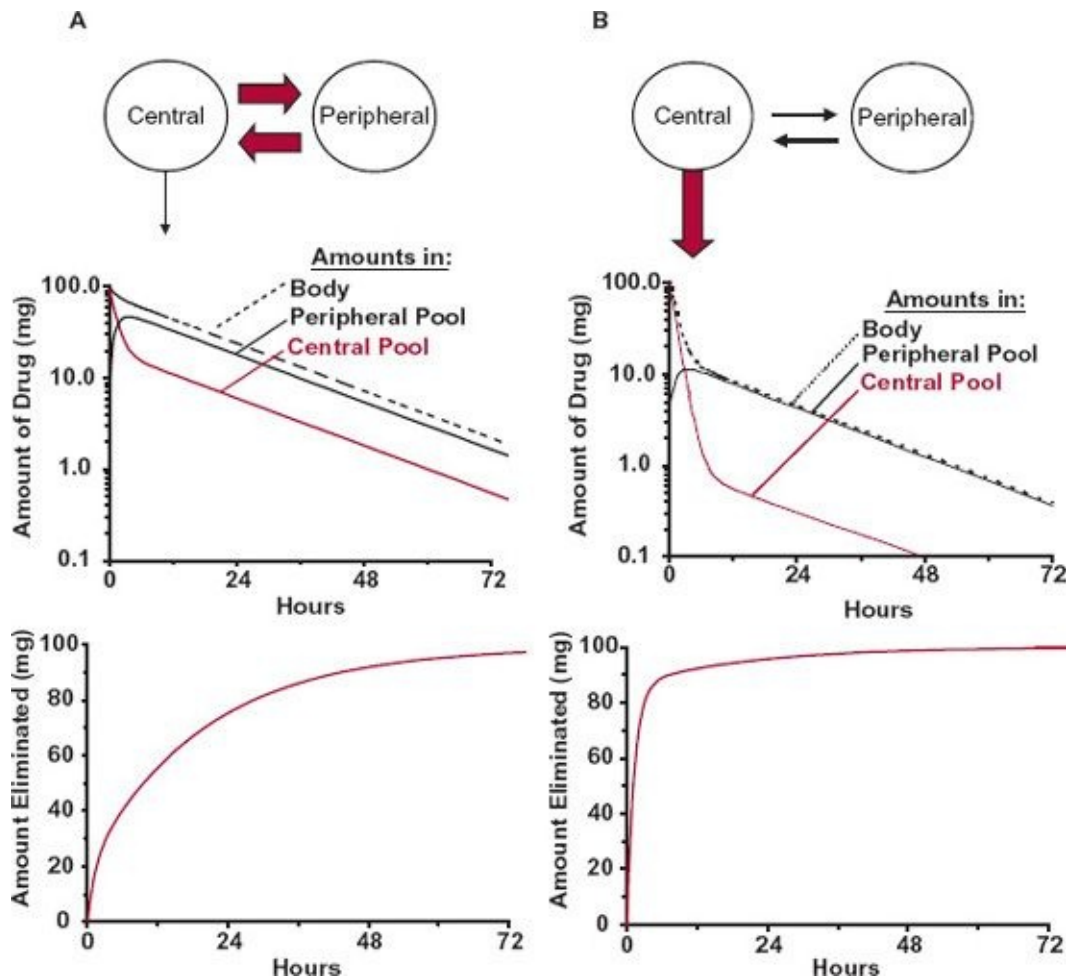 A
Central
Peripheral
Amounts in:
Body
Peripheral Pool
Central Pool
Amount of Drug (mg)
100.0
10.0
1.0
0.1
0 24 48 72
Hours
Amount Eliminated (mg)
100
80
60
40
20
0
0 24 48 72
Hours
B
Central
Peripheral
Amounts in:
Body
Peripheral Pool
Central Pool
Amount of Drug (mg)
100.0
10.0
1.0
0.1
0 24 48 72
Hours
Amount Eliminated (mg)
100
80
60
40
20
0
0 24 48 72
Hours